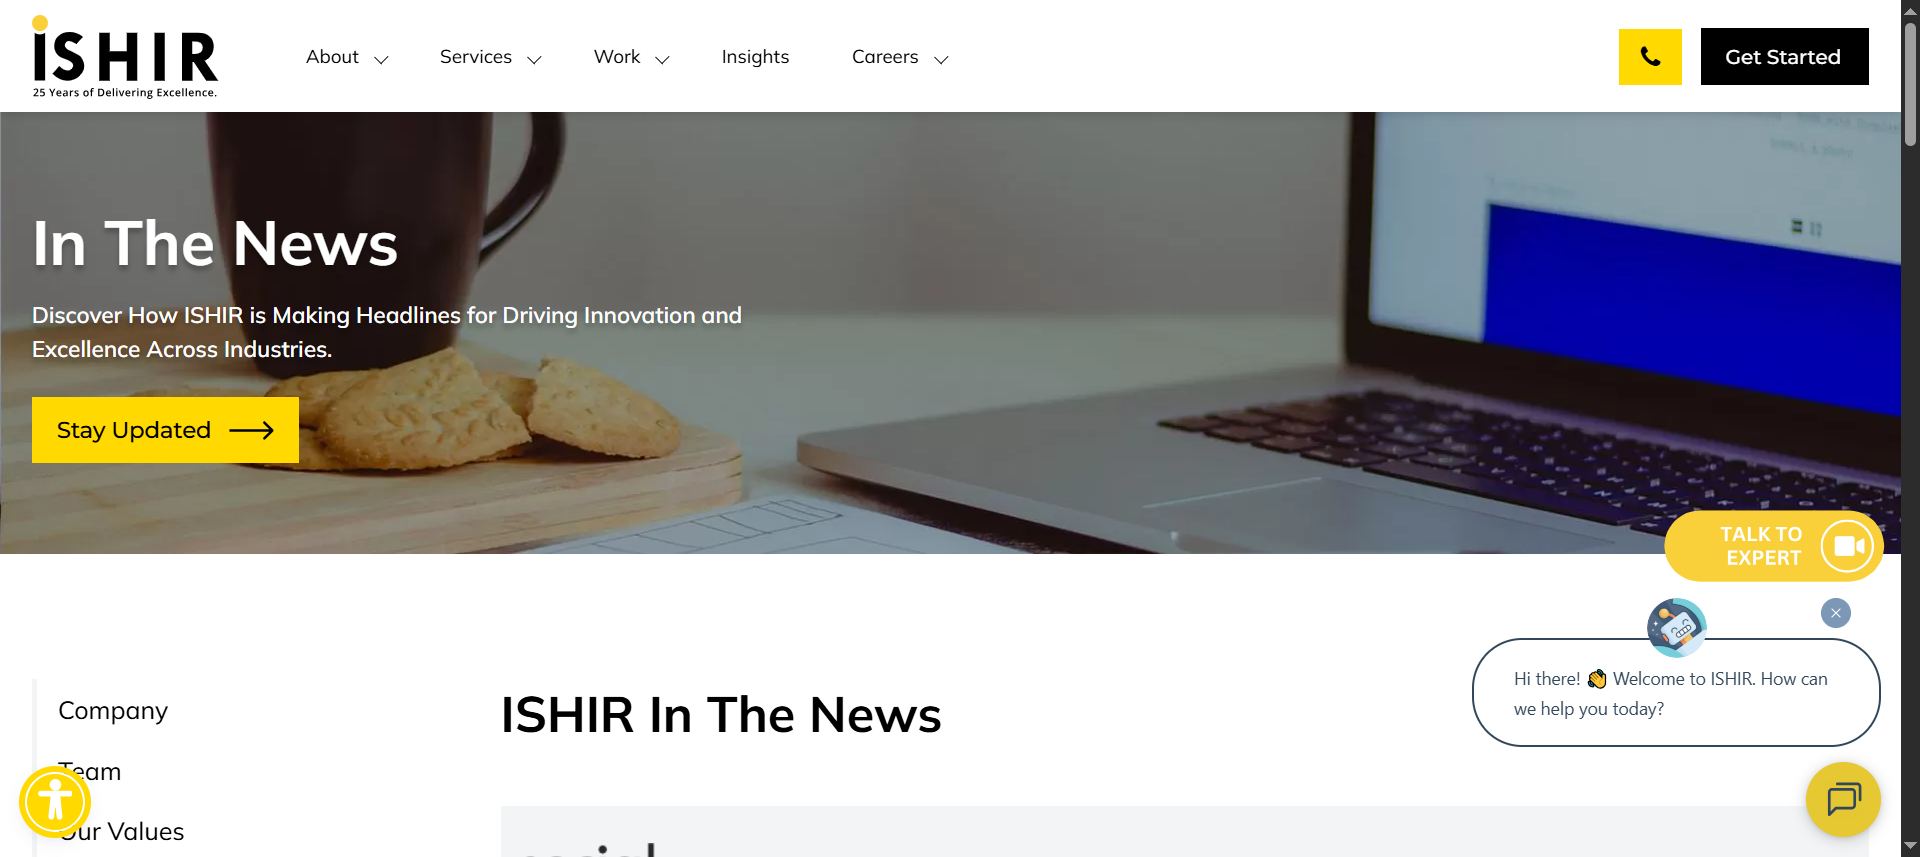 iSHIR
25 Years of Delivering Excellence.
About
Services
Work
Insights
Careers
Get Started
In The News
Discover How ISHIR is Making Headlines for Driving Innovation and
Excellence Across Industries.
Stay Updated
TALK TO
EXPERT
Hi there! 👋 Welcome to ISHIR. How can
we help you today?
Company
Team
Our Values
ISHIR In The News